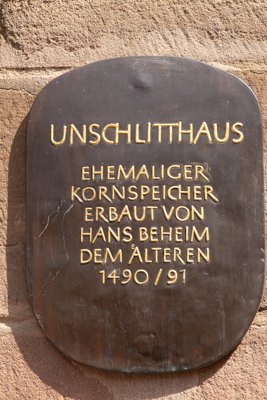 UNSCHLITTHAUS
EHEMALIGER
KORNSPEICHER
ERBAUT VON
HANS BEHEIM
DEM ÄLTEREN
1490/91